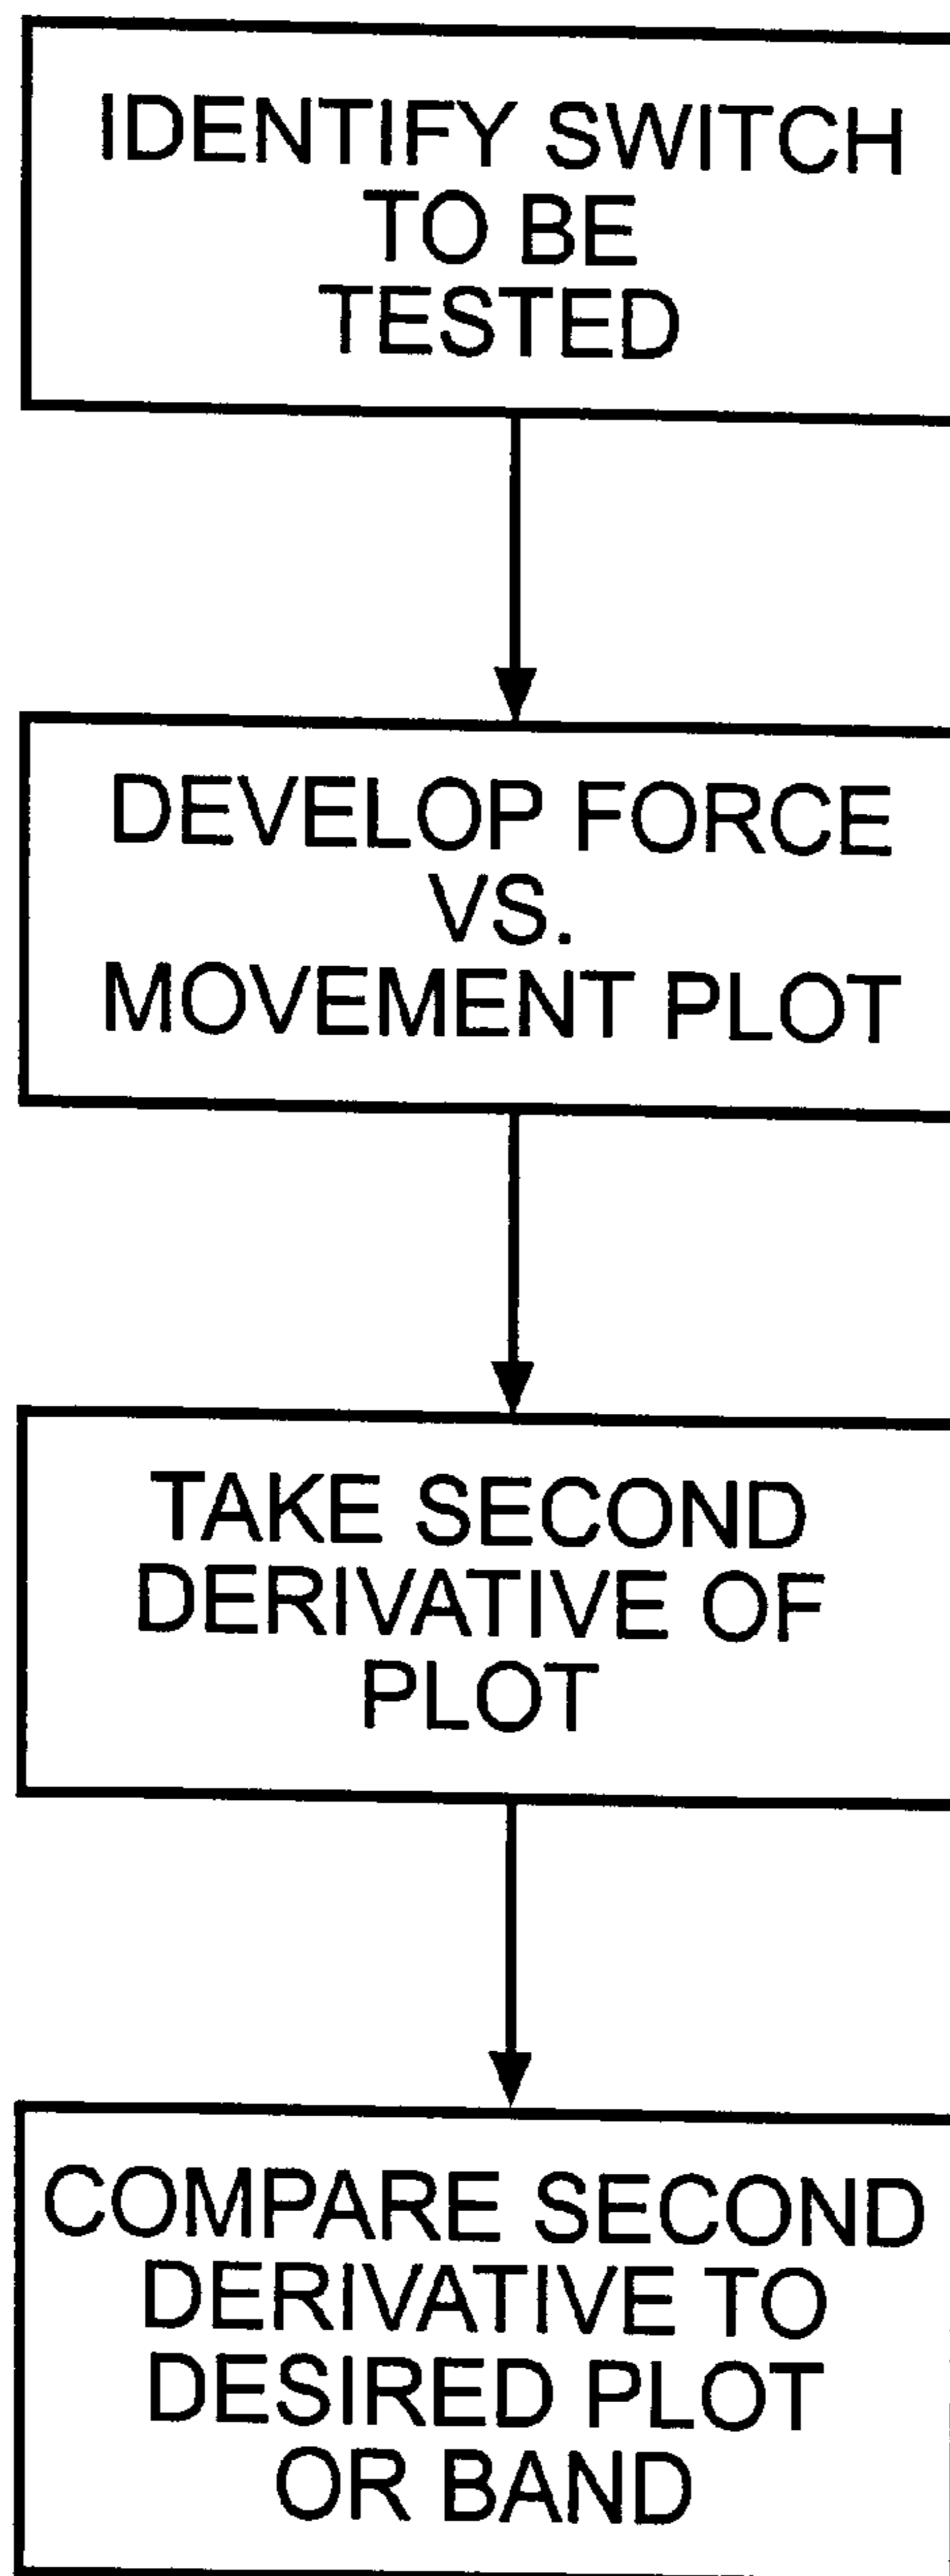 IDENTIFY SWITCH
TO BE
TESTED
DEVELOP FORCE
VS.
MOVEMENT PLOT
TAKE SECOND
DERIVATIVE OF
PLOT
COMPARE SECOND
DERIVATIVE TO
DESIRED PLOT
OR BAND